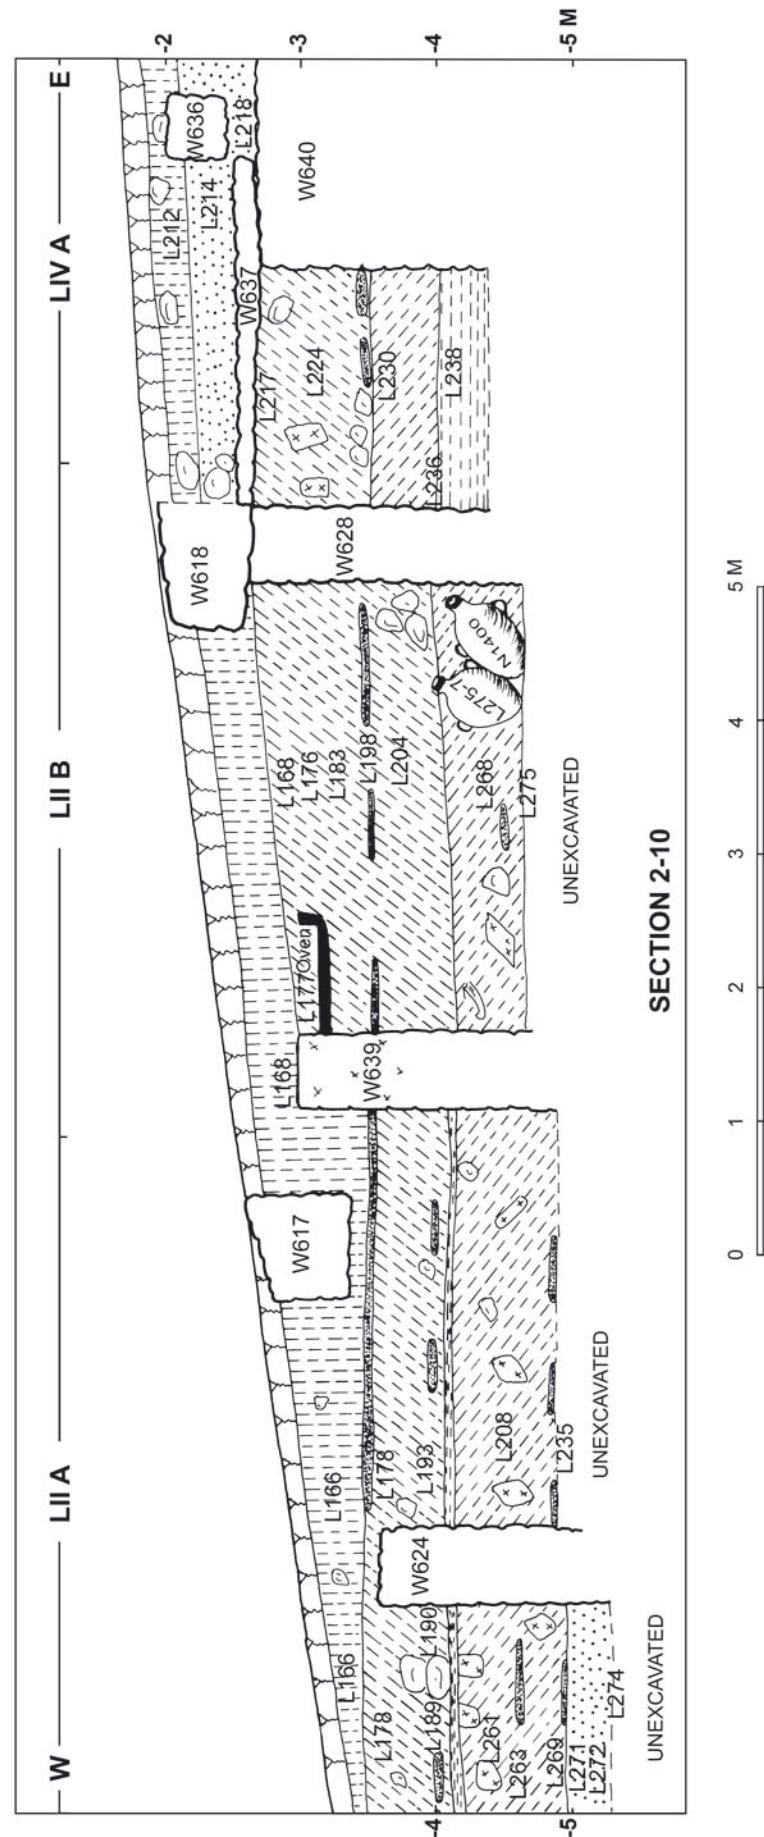 W LII A LII B LIV A E
-2
-3
-4
-5 M
-4
-5
W617
W618
W636
L212
L214
L218
W637
W640
L166
L166
L168
L177 Oven
L168
L176
L183
L198
L204
W639
W628
L217
L224
L230
L236
L238
L178
L178
L193
W624
L189
L190
L208
L235
L261
L263
L269
L271
L272
L274
L268
L275
L275-7
N1400
UNEXCAVATED
UNEXCAVATED
UNEXCAVATED
SECTION 2-10
0 1 2 3 4 5 M